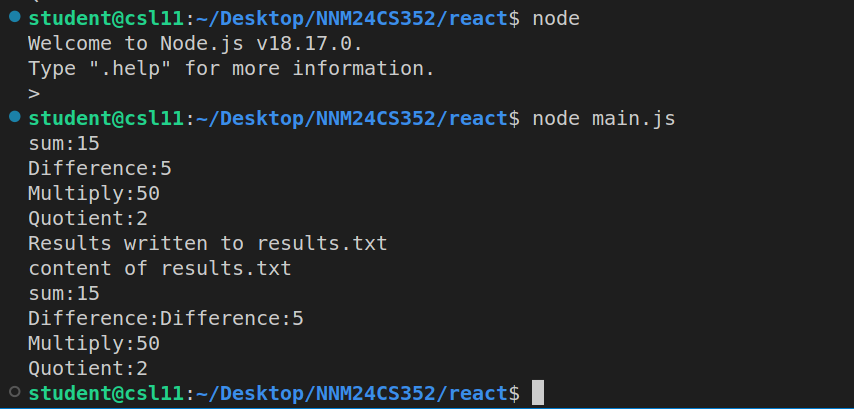 student@csl11:~/Desktop/NNM24CS352/react$ node
Welcome to Node.js v18.17.0.
Type ".help" for more information.
>
student@csl11:~/Desktop/NNM24CS352/react$ node main.js
sum:15
Difference:5
Multiply:50
Quotient:2
Results written to results.txt
content of results.txt
sum:15
Difference:Difference:5
Multiply:50
Quotient:2
student@csl11:~/Desktop/NNM24CS352/react$